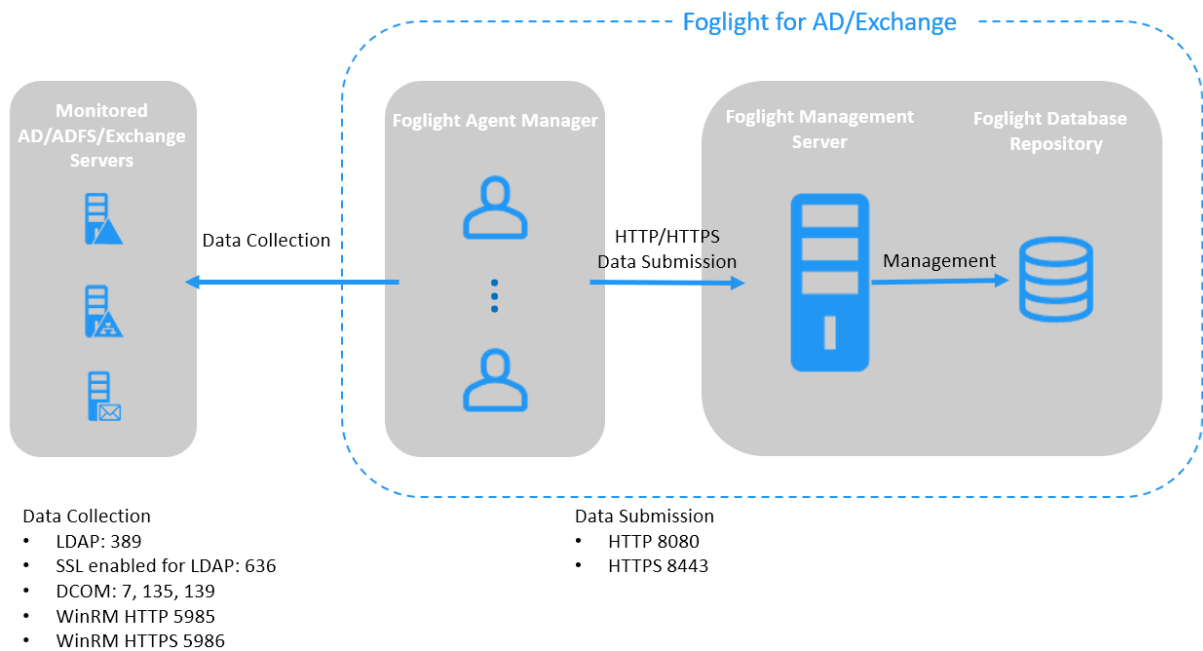 Foglight for AD/Exchange
Monitored
AD/ADFS/Exchange
Servers
Foglight Agent Manager
Foglight Management
Server
Foglight Database
Repository
Data Collection
HTTP/HTTPS
Data Submission
Management
Data Collection
• LDAP: 389
• SSL enabled for LDAP: 636
• DCOM: 7, 135, 139
• WinRM HTTP 5985
• WinRM HTTPS 5986
Data Submission
• HTTP 8080
• HTTPS 8443